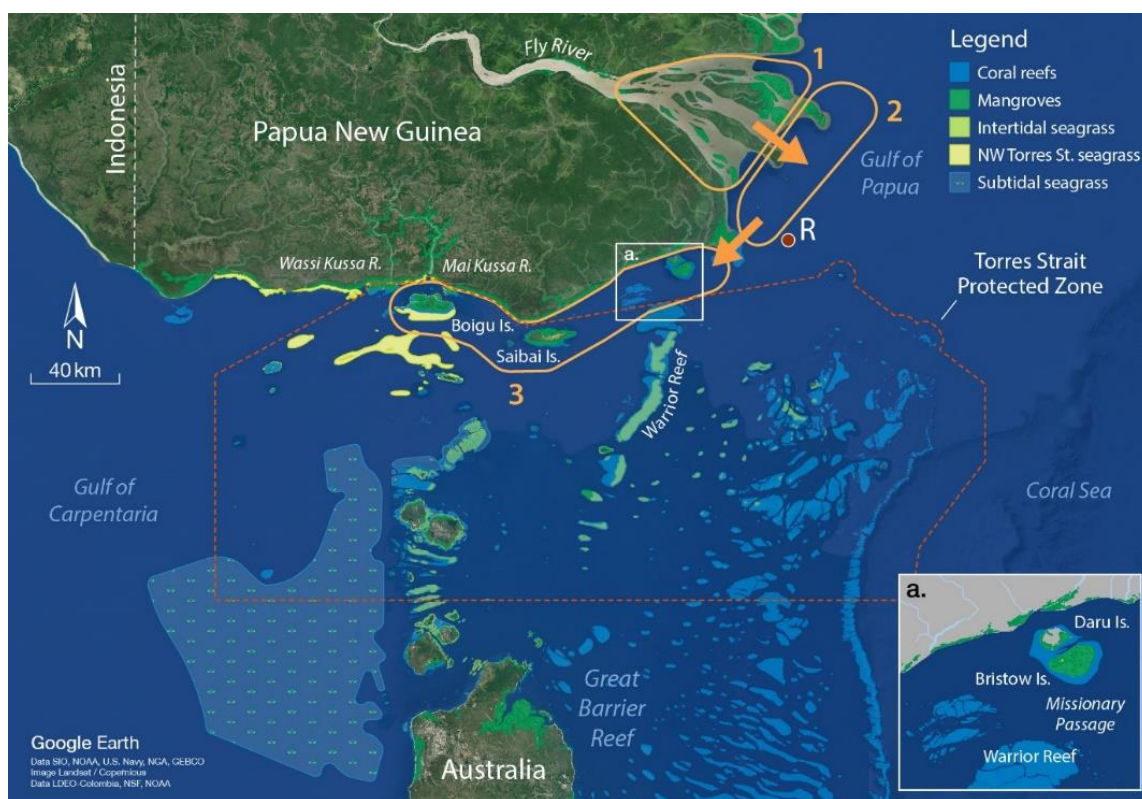 Legend
Coral reefs
Mangroves
Intertidal seagrass
NW Torres St. seagrass
Subtidal seagrass
Fly River
1
2
Papua New Guinea
Indonesia
Gulf of
Papua
R
a.
Wassi Kussa R.
Mai Kussa R.
Torres Strait
Protected Zone
N
40 km
Boigu Is.
Saibai Is.
3
Warrior Reef
Gulf of
Carpentaria
Coral Sea
Great
Barrier
Reef
Australia
a.
Daru Is.
Bristow Is.
Missionary
Passage
Warrior Reef
Google Earth
Data SIO, NOAA, U.S. Navy, NGA, GEBCO
Image Landsat / Copernicus
Data LDEO-Colombia, NSF, NOAA